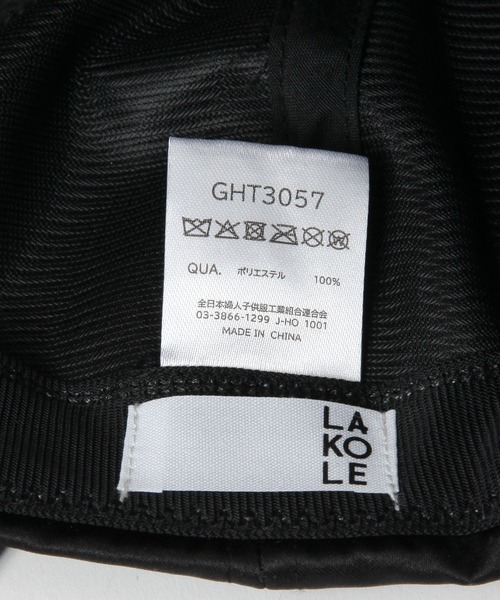 GHT3057
QUA. ポリエステル 100%
全日本婦人子供服工業組合連合会
03-3866-1299 J-HO 1001
MADE IN CHINA
LA
KO
LE